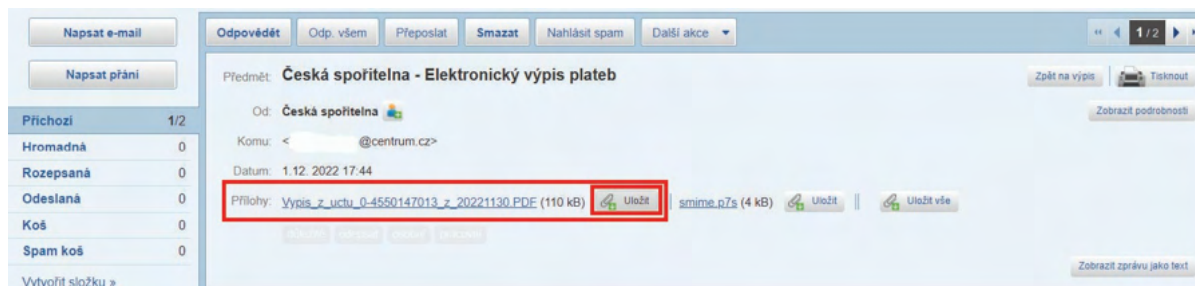 Napsat e-mail
Odpovědět Odp. všem Přeposlat Smazat Nahlásit spam Další akce 1/2
Napsat přání
Předmět: Česká spořitelna - Elektronický výpis plateb Zpět na výpis Tisknout
Od: Česká spořitelna Zobrazit podrobnosti
Příchozí 1/2
Komu: < @centrum.cz>
Hromadná 0
Datum: 1.12. 2022 17:44
Rozepsaná 0
Odeslaná 0
Přílohy: Vypis_z_uctu_0-4550147013_z_20221130.PDF (110 kB) Uložit smime.p7s (4 kB) Uložit Uložit vše
Koš 0
Spam koš 0
Zobrazit zprávu jako text
Vytvořit složku »